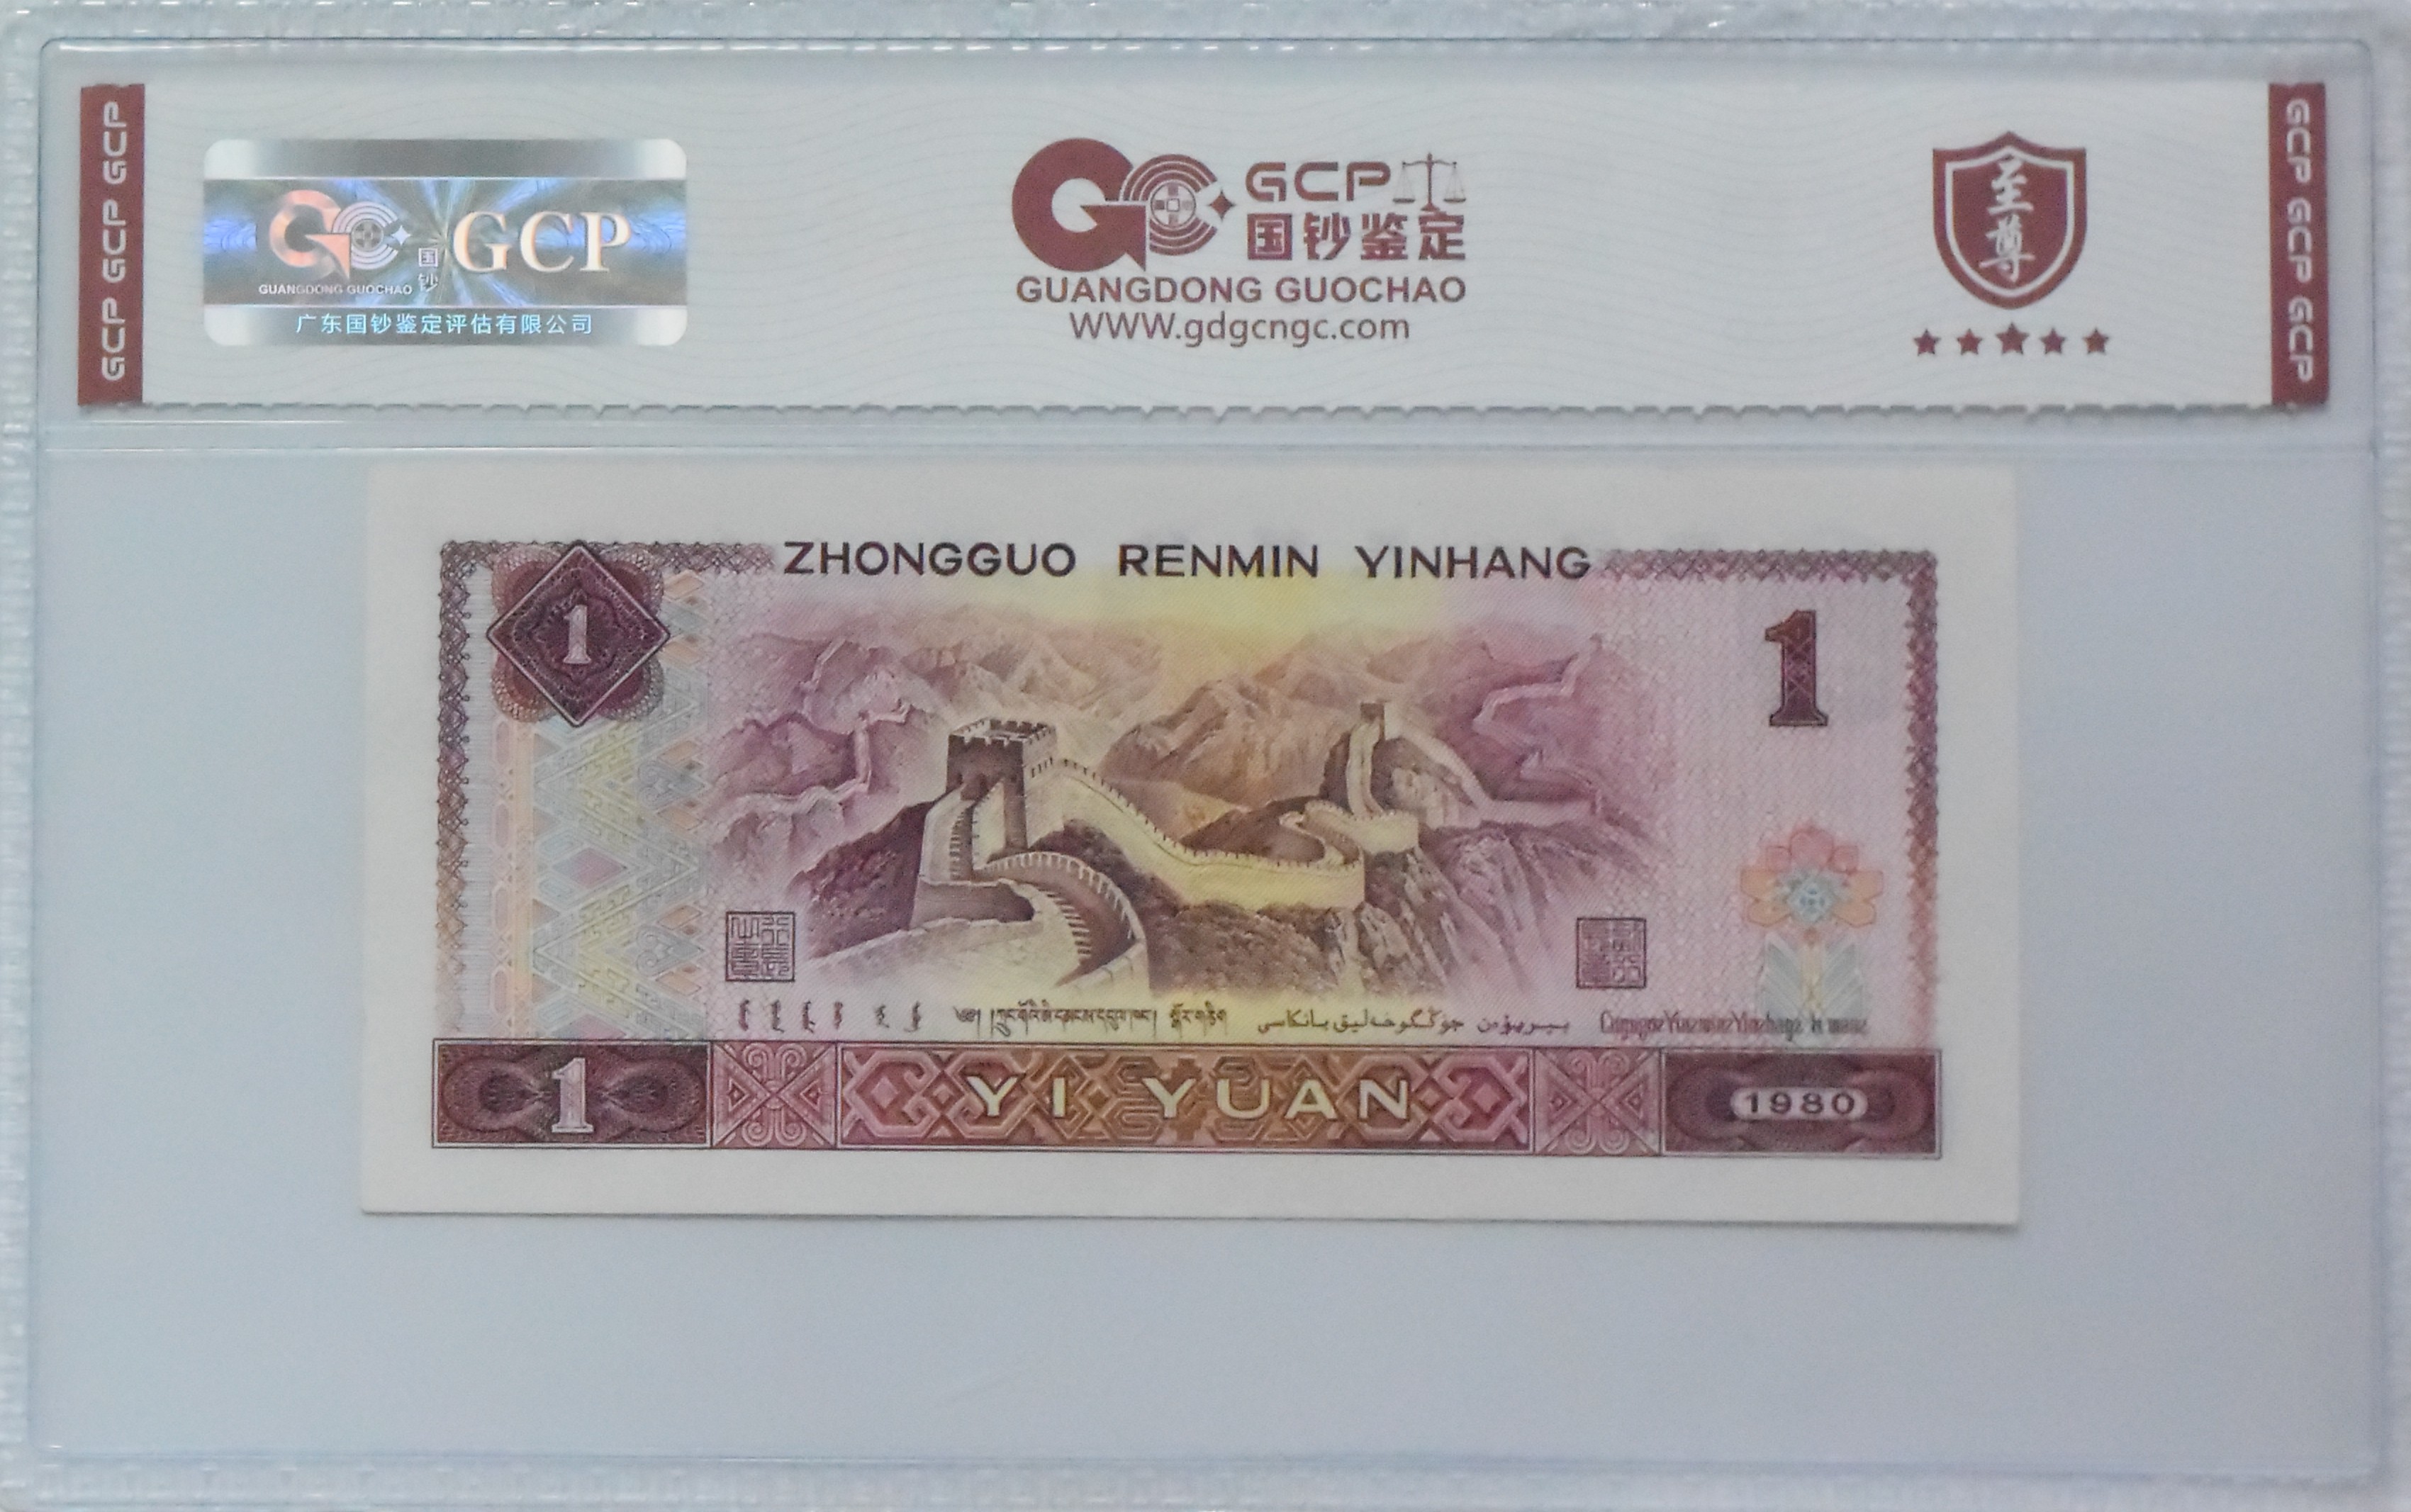 GCP GCP GCP
GCP
国钞
GUANGDONG GUOCHAO
广东国钞鉴定评估有限公司
GCP
国钞鉴定
GUANGDONG GUOCHAO
WWW.gdgcngc.com
至尊
GCP GCP GCP
ZHONGGUO RENMIN YINHANG
1
1
1
YI YUAN
1980